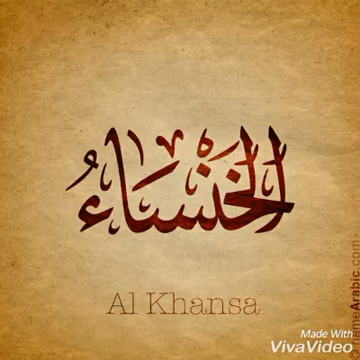 الخنساءُ
Al Khansa
©NameArabic.com
Made With
VivaVideo